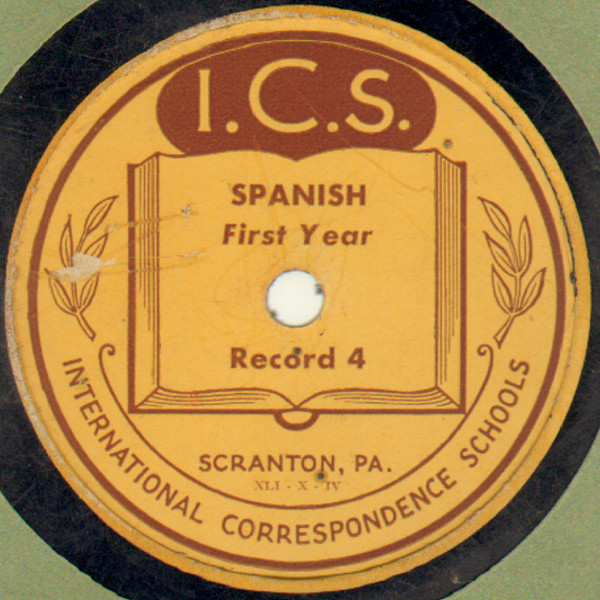 I.C.S.
SPANISH
First Year
Record 4
SCRANTON, PA.
XLI - X - IV
INTERNATIONAL CORRESPONDENCE SCHOOLS